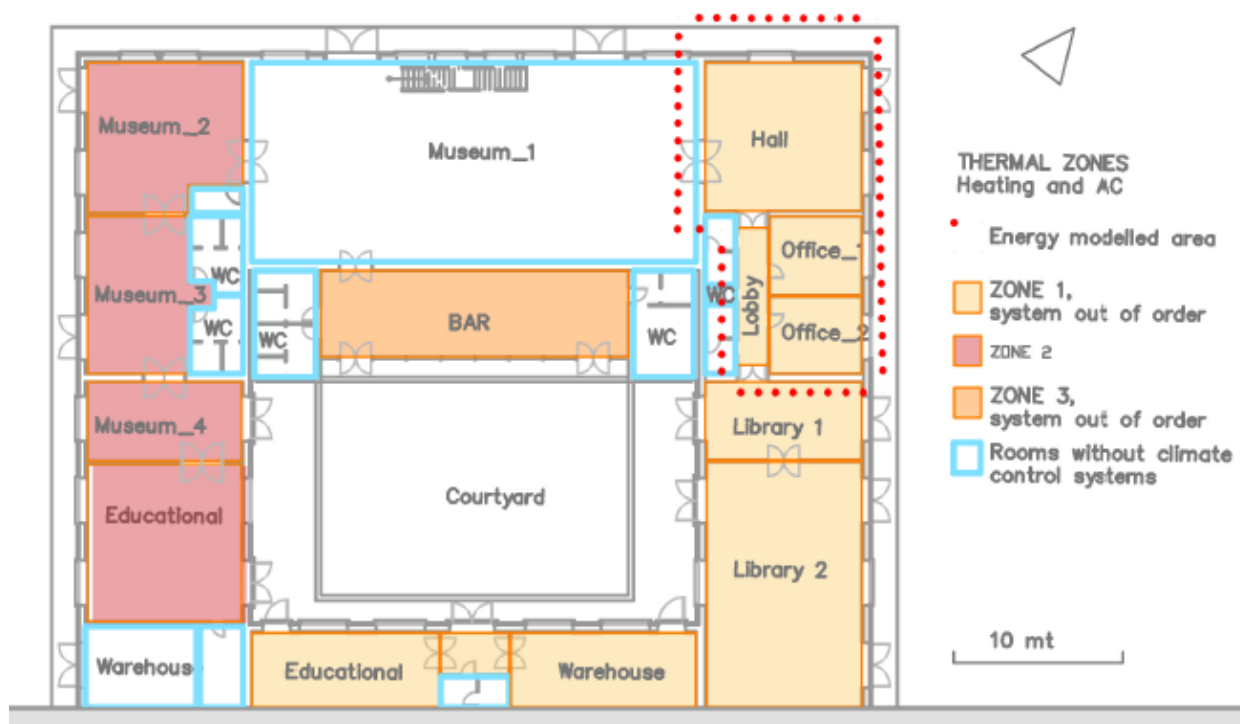 Museum_2
Museum_1
Hall
THERMAL ZONES
Heating and AC
Energy modelled area
Office_1
WC
Museum_3
WC
Lobby
ZONE 1,
system out of order
WC
BAR
WC
WC
Office_2
ZONE 2
Museum_4
Library 1
ZONE 3,
system out of order
Rooms without climate
control systems
Courtyard
Educational
Library 2
10 mt
Warehouse
Educational
Warehouse